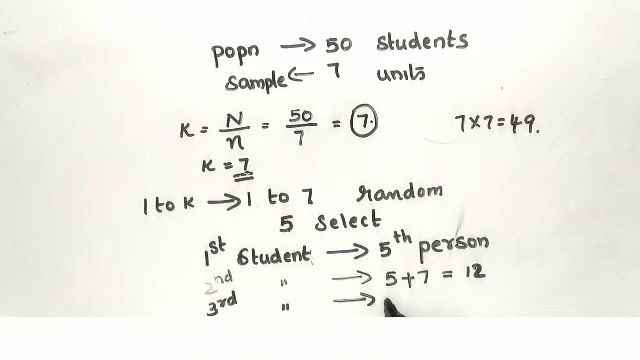 popn → 50 students
sample ← 7 units
K = N/n = 50/7 = 7. 7×7=49.
K = 7
1 to K → 1 to 7 random
5 Select
1st Student → 5th person
2nd " → 5+7 = 12
3rd " →